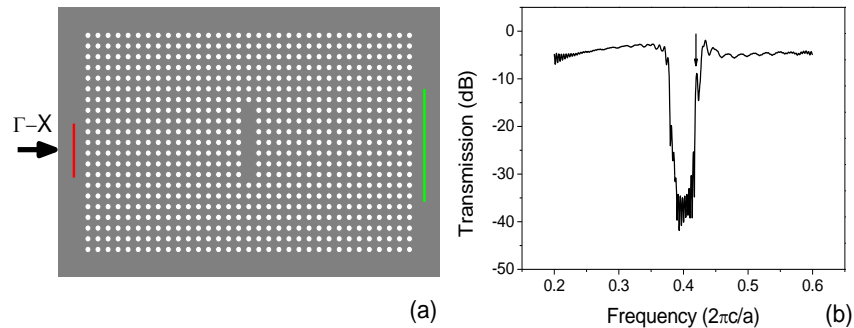 Γ–X
(a)
Transmission (dB)
0
-10
-20
-30
-40
-50
0.2 0.3 0.4 0.5 0.6
Frequency (2πc/a)
(b)